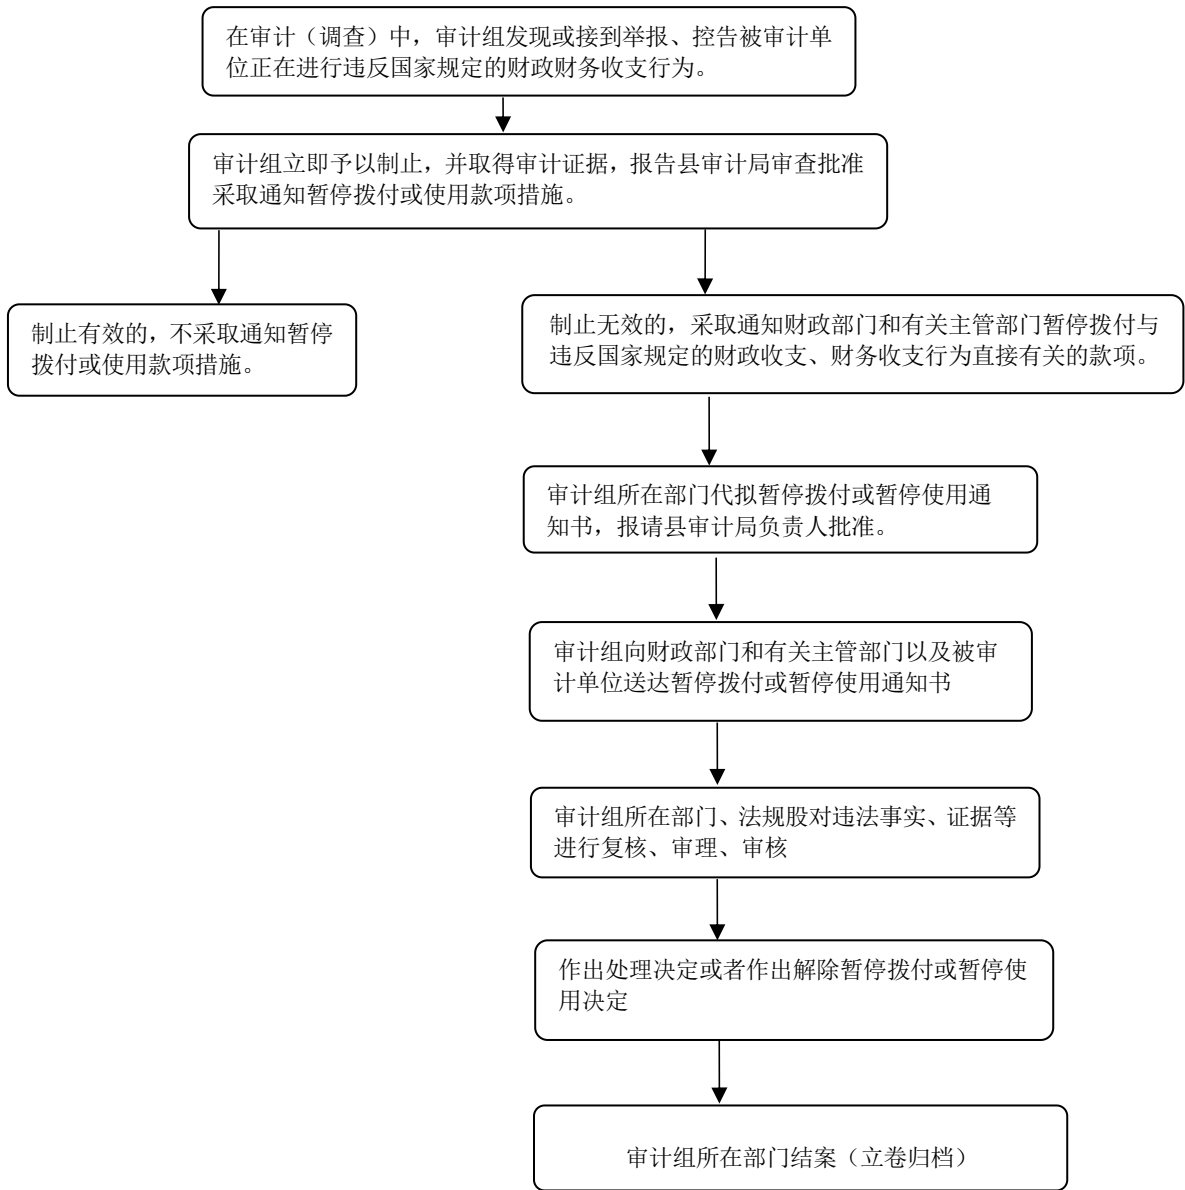 在审计（调查）中，审计组发现或接到举报、控告被审计单
位正在进行违反国家规定的财政财务收支行为。
审计组立即予以制止，并取得审计证据，报告县审计局审查批准
采取通知暂停拨付或使用款项措施。
制止有效的，不采取通知暂停
拨付或使用款项措施。
制止无效的，采取通知财政部门和有关主管部门暂停拨付与
违反国家规定的财政收支、财务收支行为直接有关的款项。
审计组所在部门代拟暂停拨付或暂停使用通
知书，报请县审计局负责人批准。
审计组向财政部门和有关主管部门以及被审
计单位送达暂停拨付或暂停使用通知书
审计组所在部门、法规股对违法事实、证据等
进行复核、审理、审核
作出处理决定或者作出解除暂停拨付或暂停使
用决定
审计组所在部门结案（立卷归档）